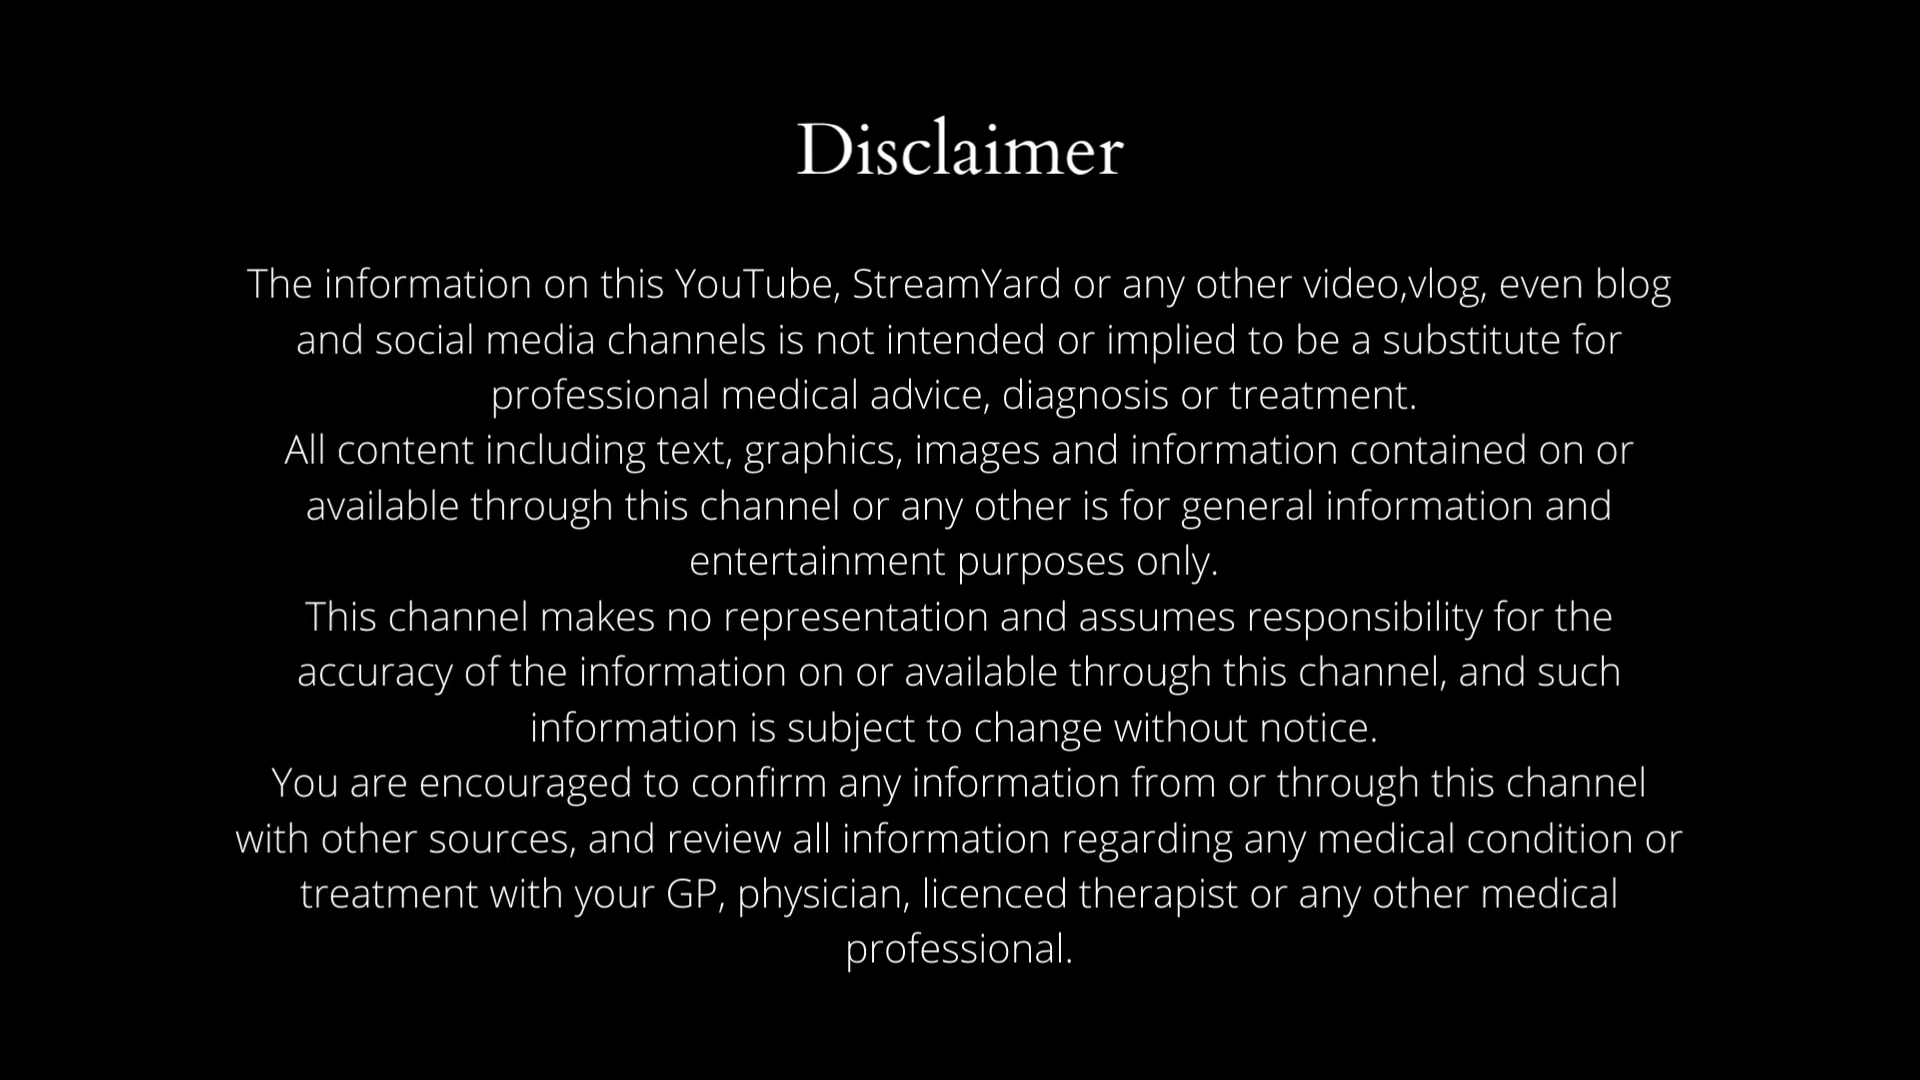 Disclaimer
The information on this YouTube, StreamYard or any other video,vlog, even blog
and social media channels is not intended or implied to be a substitute for
professional medical advice, diagnosis or treatment.
All content including text, graphics, images and information contained on or
available through this channel or any other is for general information and
entertainment purposes only.
This channel makes no representation and assumes responsibility for the
accuracy of the information on or available through this channel, and such
information is subject to change without notice.
You are encouraged to confirm any information from or through this channel
with other sources, and review all information regarding any medical condition or
treatment with your GP, physician, licenced therapist or any other medical
professional.